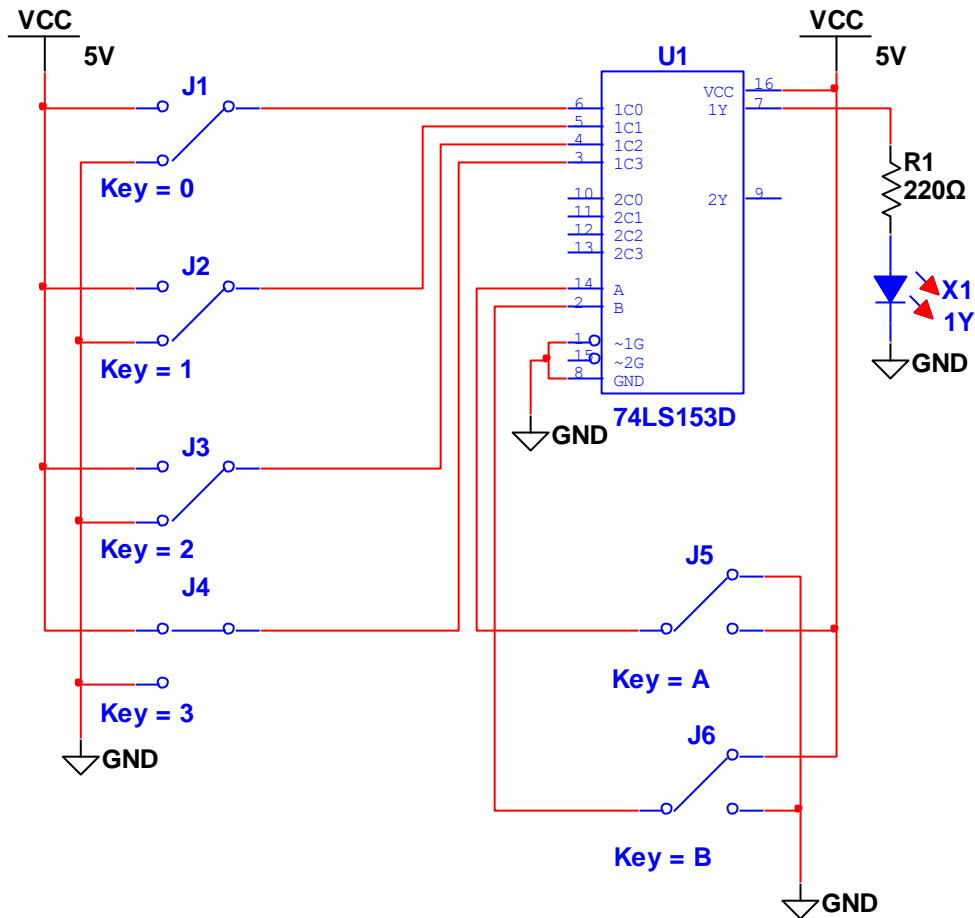 VCC
5V
J1
Key = 0
J2
Key = 1
J3
Key = 2
J4
Key = 3
GND
U1
6 1C0
5 1C1
4 1C2
3 1C3
10 2C0
11 2C1
12 2C2
13 2C3
14 A
2 B
1 ~1G
15 ~2G
8 GND
VCC 16
1Y 7
2Y 9
74LS153D
GND
VCC
5V
R1
220Ω
X1
1Y
GND
J5
Key = A
J6
Key = B
GND